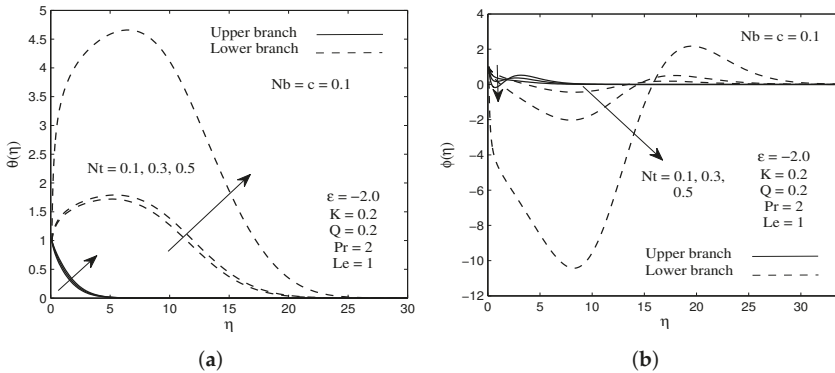 5
4.5
4
3.5
3
2.5
2
1.5
1
0.5
0
0 5 10 15 20 25 30
θ(η)
η
Upper branch
Lower branch
Nb = c = 0.1
Nt = 0.1, 0.3, 0.5
ε = −2.0
K = 0.2
Q = 0.2
Pr = 2
Le = 1
(a)
4
2
0
−2
−4
−6
−8
−10
−12
0 5 10 15 20 25 30
ϕ(η)
η
Nb = c = 0.1
Nt = 0.1, 0.3,
0.5
ε = −2.0
K = 0.2
Q = 0.2
Pr = 2
Le = 1
Upper branch
Lower branch
(b)